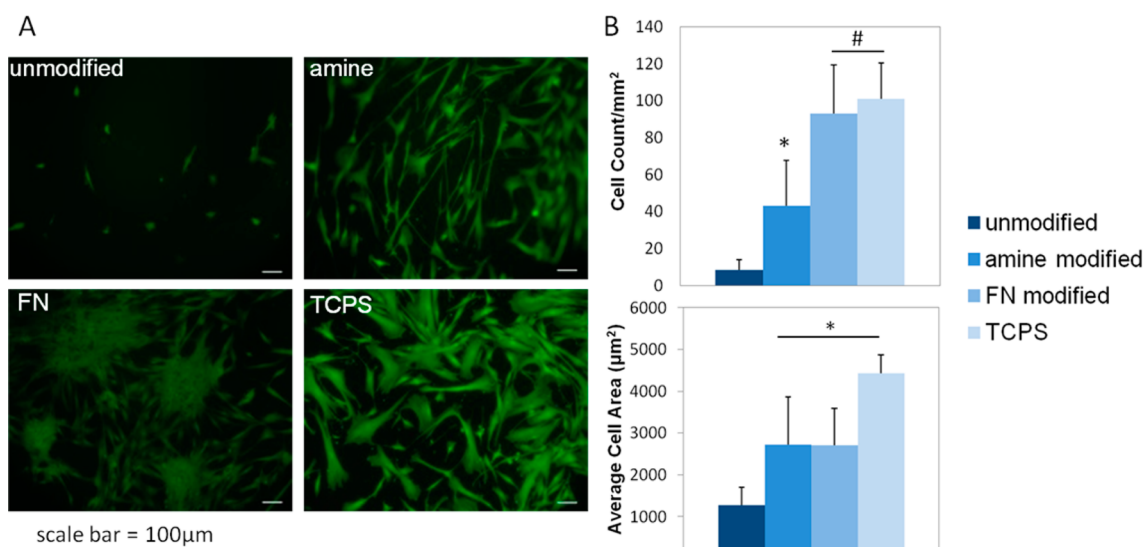 A
unmodified
amine
FN
TCPS
scale bar = 100µm
B
Cell Count/mm²
140
120
100
80
60
40
20
0
*
#
Average Cell Area (µm²)
6000
5000
4000
3000
2000
1000
*
unmodified
amine modified
FN modified
TCPS